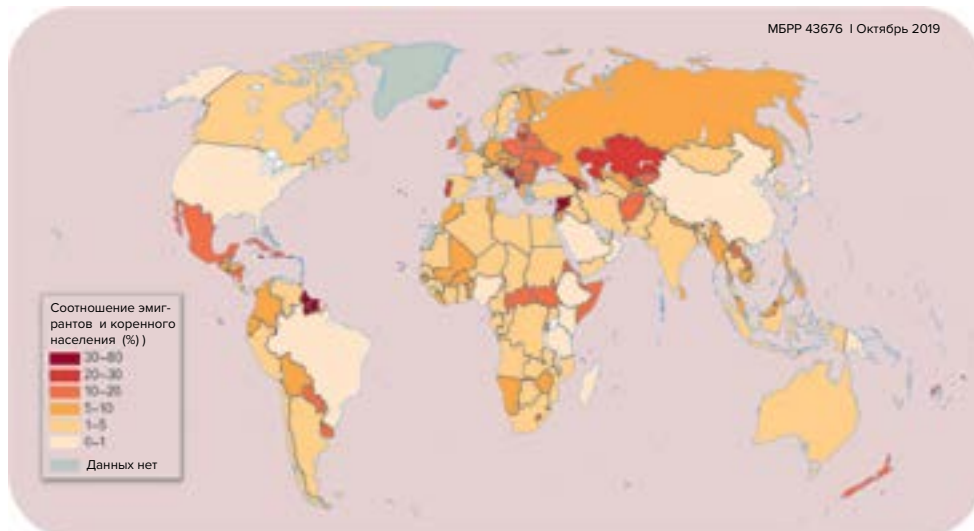 МБРР 43676 | Октябрь 2019
Соотношение эмиг-
рантов и коренного
населения (%) )
30–60
20–30
10–20
5–10
1–5
0–1
Данных нет